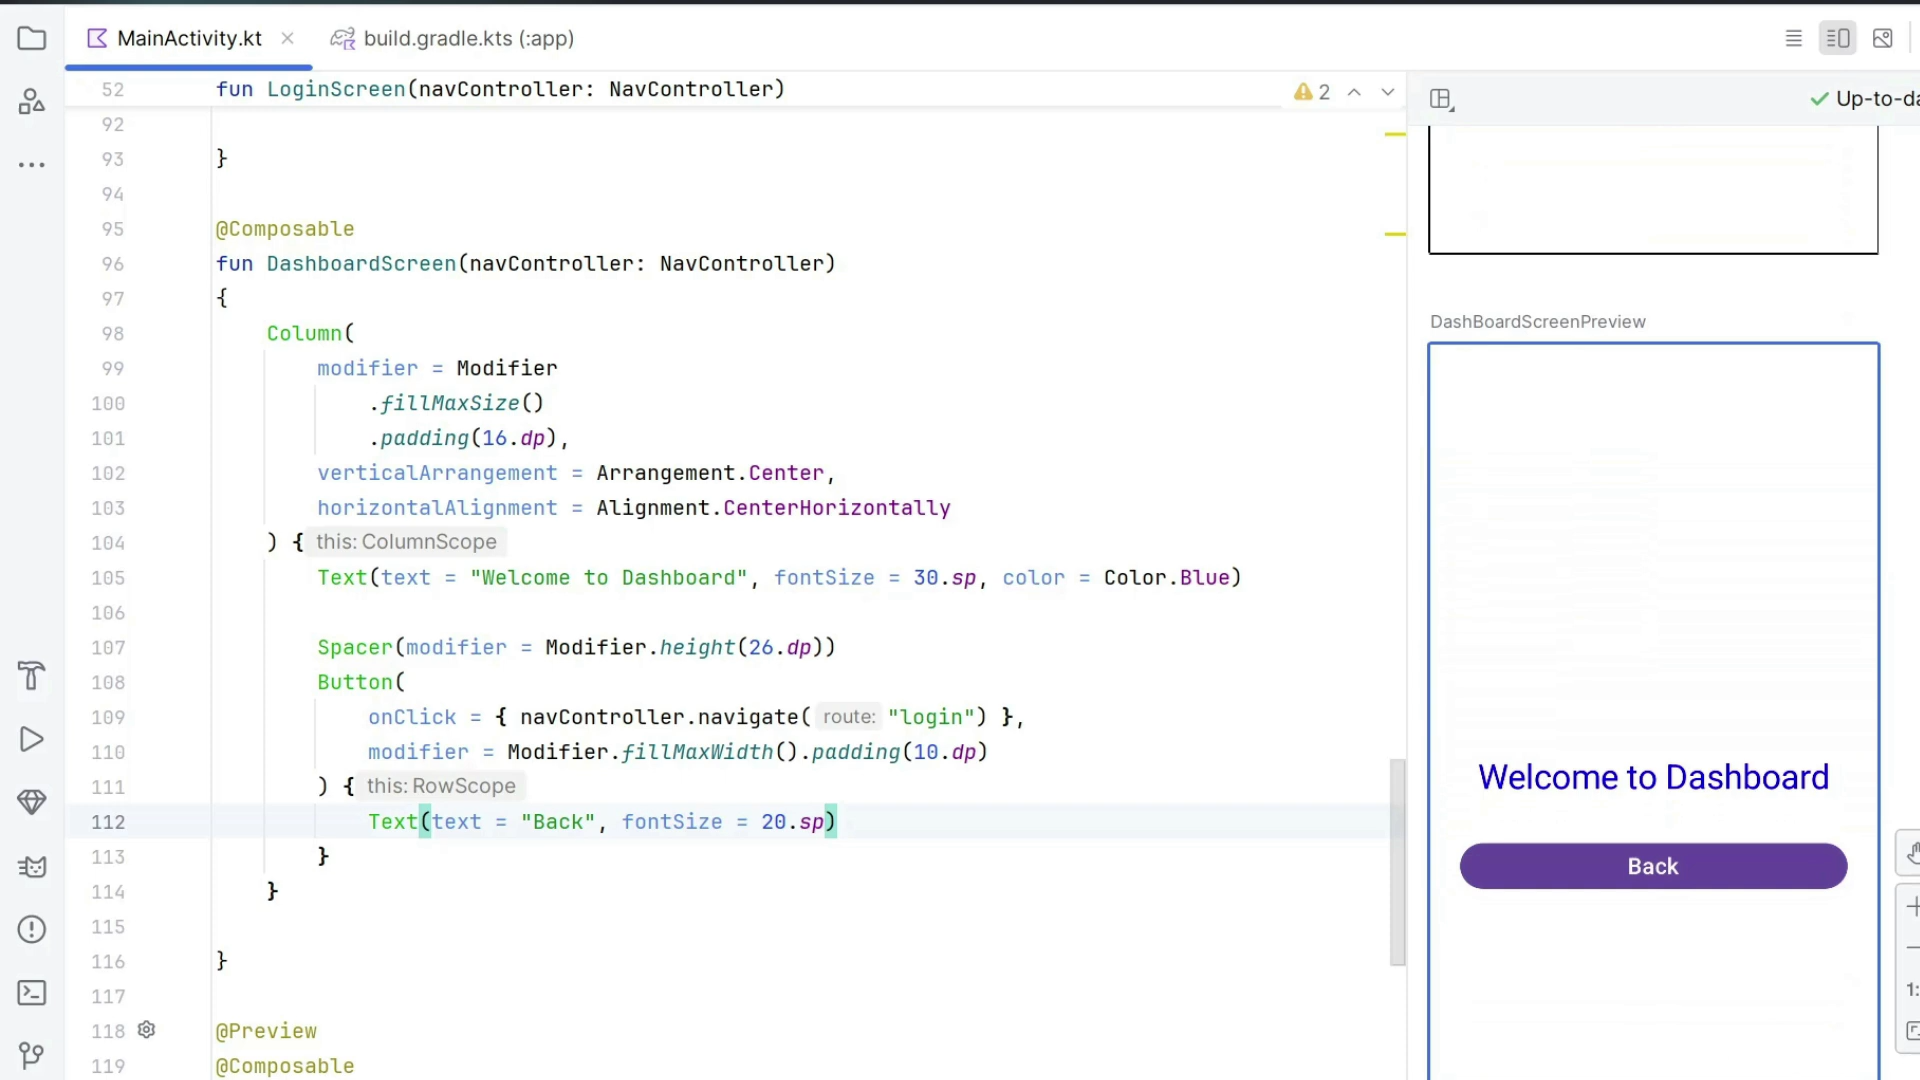 MainActivity.kt
build.gradle.kts (:app)
52 fun LoginScreen(navController: NavController)
2
92
93 }
94
95 @Composable
96 fun DashboardScreen(navController: NavController)
97 {
98 Column(
99 modifier = Modifier
100 .fillMaxSize()
101 .padding(16.dp),
102 verticalArrangement = Arrangement.Center,
103 horizontalAlignment = Alignment.CenterHorizontally
104 ) { this: ColumnScope
105 Text(text = "Welcome to Dashboard", fontSize = 30.sp, color = Color.Blue)
106
107 Spacer(modifier = Modifier.height(26.dp))
108 Button(
109 onClick = { navController.navigate( route: "login") },
110 modifier = Modifier.fillMaxWidth().padding(10.dp)
111 ) { this: RowScope
112 Text(text = "Back", fontSize = 20.sp)
113 }
114 }
115
116 }
117
118 @Preview
119 @Composable
Up-to-da
DashBoardScreenPreview
Welcome to Dashboard
Back
1: